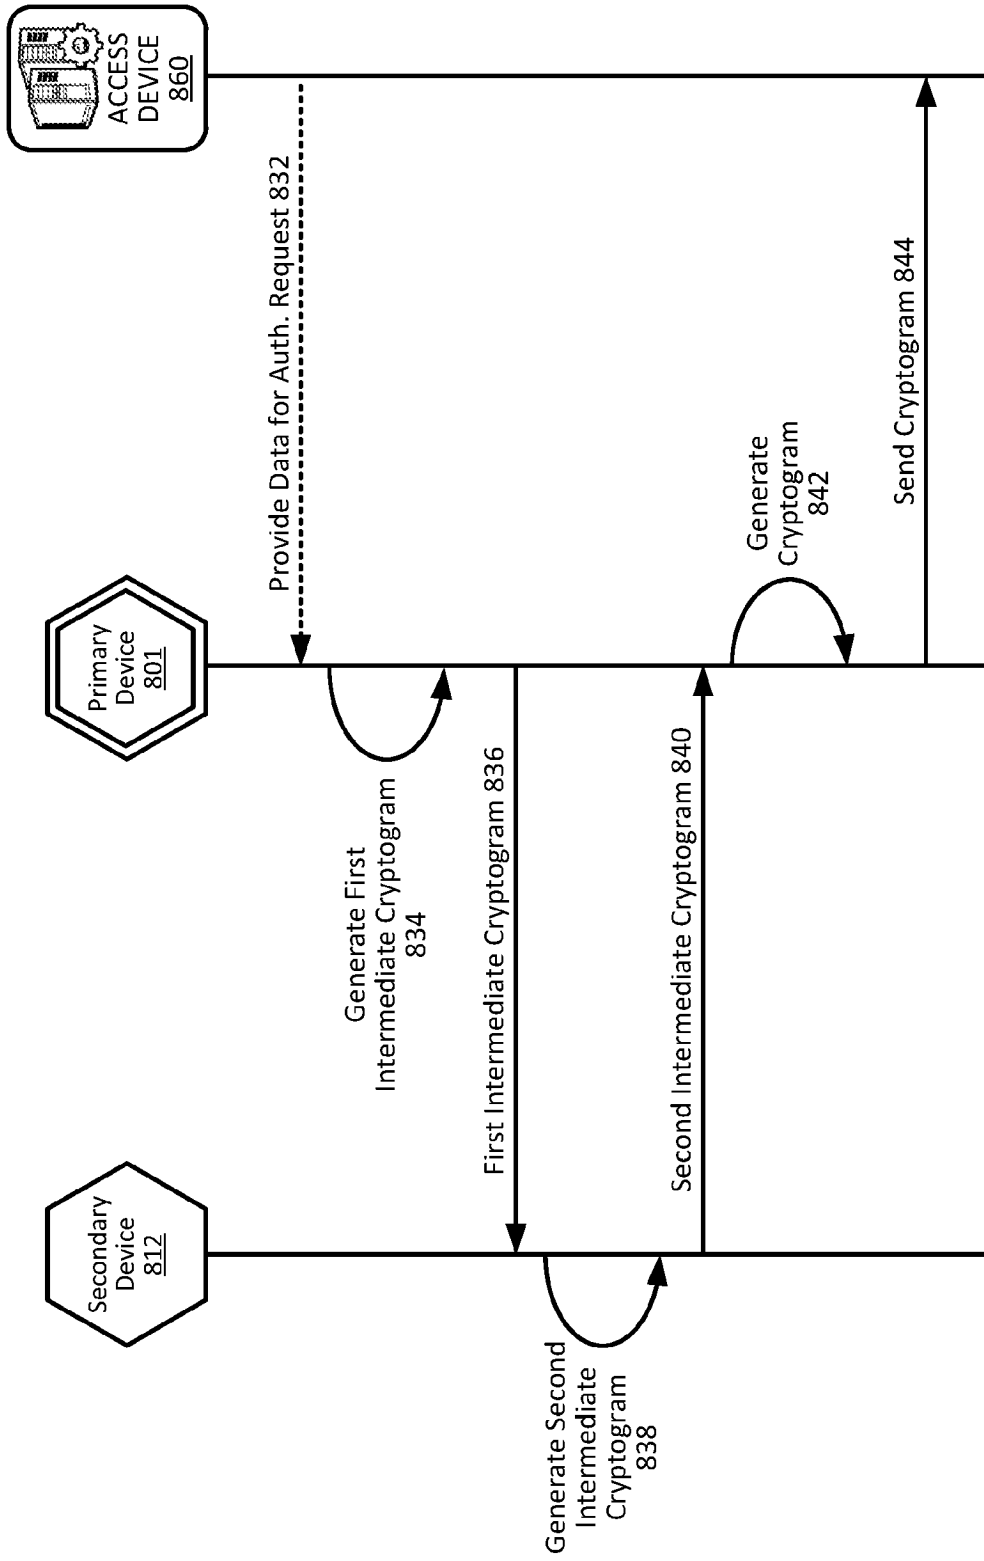 Secondary
Device
812
Primary
Device
801
ACCESS
DEVICE
860
Provide Data for Auth. Request 832
Generate First
Intermediate Cryptogram
834
First Intermediate Cryptogram 836
Generate Second
Intermediate
Cryptogram
838
Second Intermediate Cryptogram 840
Generate
Cryptogram
842
Send Cryptogram 844